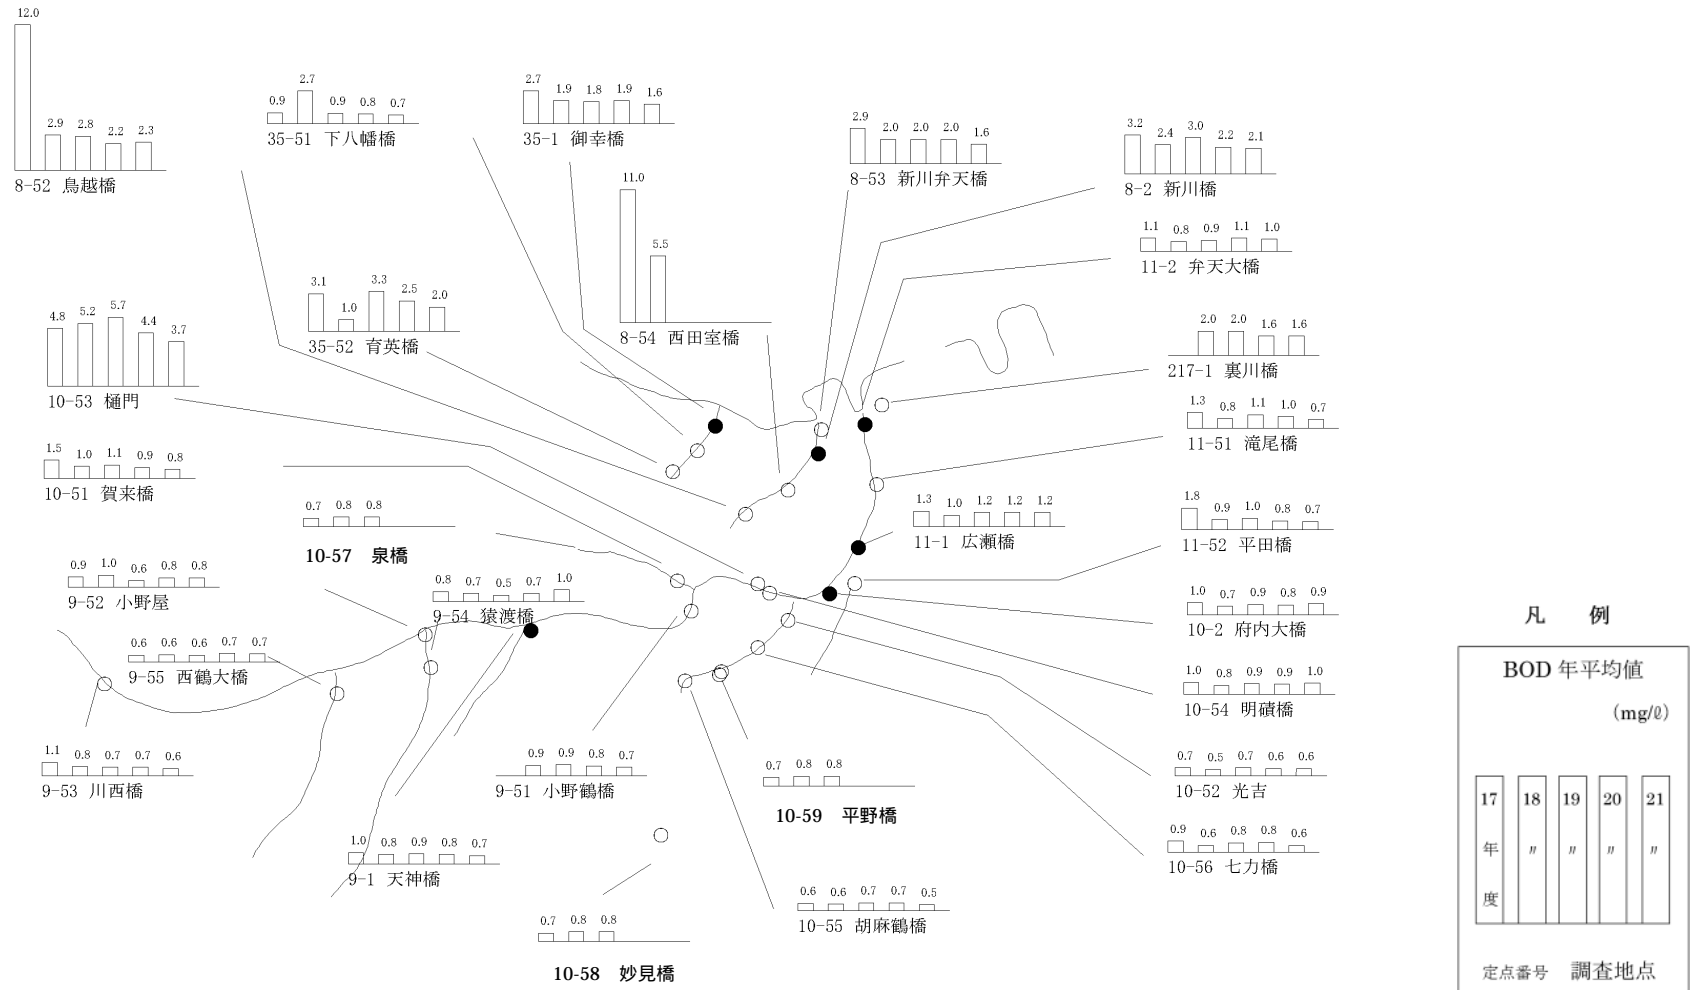 12.0
2.9 2.8 2.2 2.3
8-52 鳥越橋
0.9 2.7 0.9 0.8 0.7
35-51 下八幡橋
2.7 1.9 1.8 1.9 1.6
35-1 御幸橋
11.0
5.5
8-54 西田室橋
2.9 2.0 2.0 2.0 1.6
8-53 新川弁天橋
3.2 2.4 3.0 2.2 2.1
8-2 新川橋
1.1 0.8 0.9 1.1 1.0
11-2 弁天大橋
3.1 1.0 3.3 2.5 2.0
35-52 育英橋
4.8 5.2 5.7 4.4 3.7
10-53 樋門
2.0 2.0 1.6 1.6
217-1 裏川橋
1.3 0.8 1.1 1.0 0.7
11-51 滝尾橋
1.5 1.0 1.1 0.9 0.8
10-51 賀来橋
0.7 0.8 0.8
10-57 泉橋
1.3 1.0 1.2 1.2 1.2
11-1 広瀬橋
1.8 0.9 1.0 0.8 0.7
11-52 平田橋
0.9 1.0 0.6 0.8 0.8
9-52 小野屋
0.8 0.7 0.5 0.7 1.0
9-54 猿渡橋
1.0 0.7 0.9 0.8 0.9
10-2 府内大橋
0.6 0.6 0.6 0.7 0.7
9-55 西鶴大橋
1.0 0.8 0.9 0.9 1.0
10-54 明磧橋
1.1 0.8 0.7 0.7 0.6
9-53 川西橋
0.9 0.9 0.8 0.7
9-51 小野鶴橋
0.7 0.8 0.8
10-59 平野橋
0.7 0.5 0.7 0.6 0.6
10-52 光吉
1.0 0.8 0.9 0.8 0.7
9-1 天神橋
0.9 0.6 0.8 0.8 0.6
10-56 七力橋
0.7 0.8 0.8
10-58 妙見橋
0.6 0.6 0.7 0.7 0.5
10-55 胡麻鶴橋
凡 例
BOD 年平均値
(mg/ℓ)
17 18 19 20 21
年 〃 〃 〃 〃
度
定点番号 調査地点